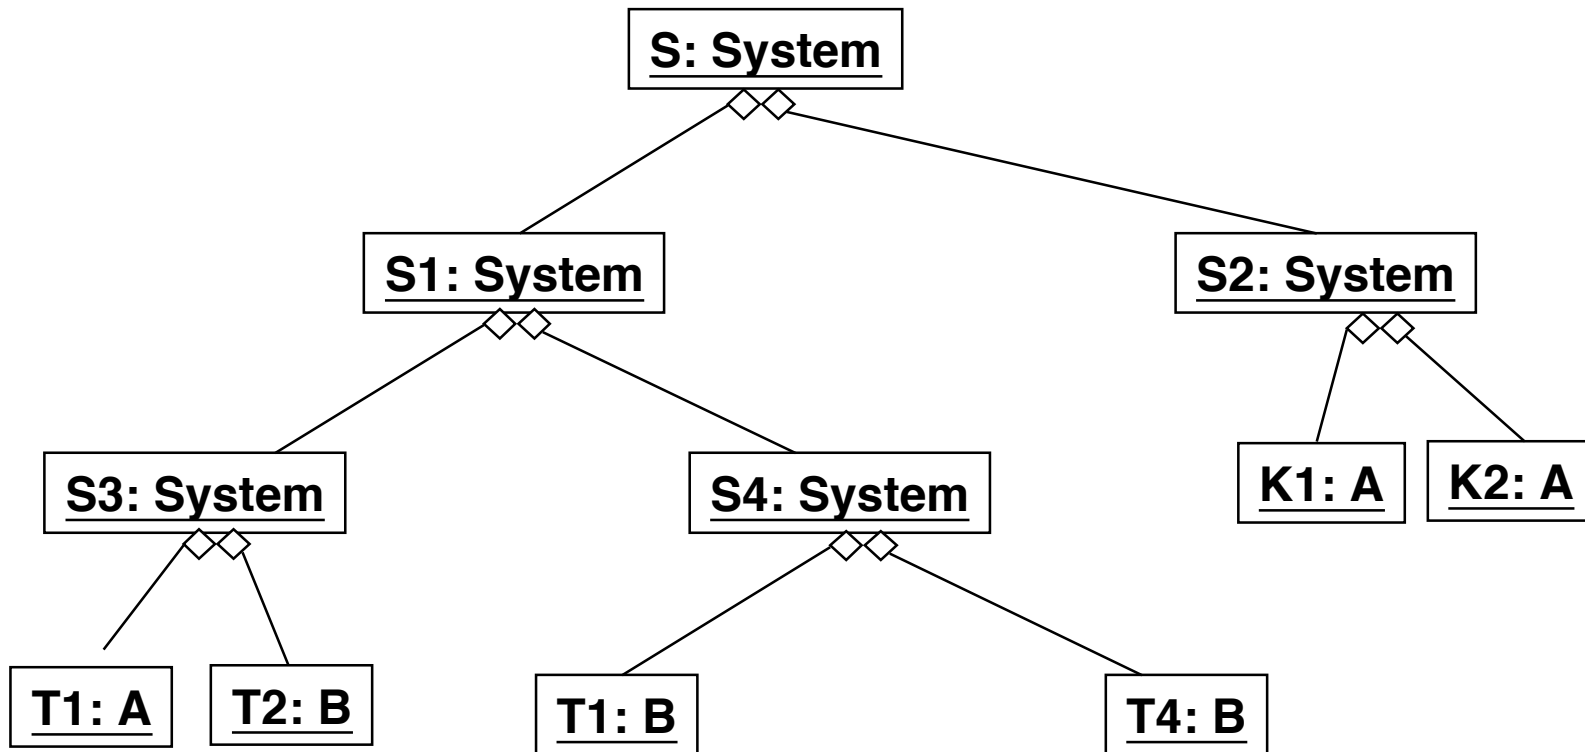 S: System
S1: System
S2: System
S3: System
S4: System
K1: A
K2: A
T1: A
T2: B
T1: B
T4: B